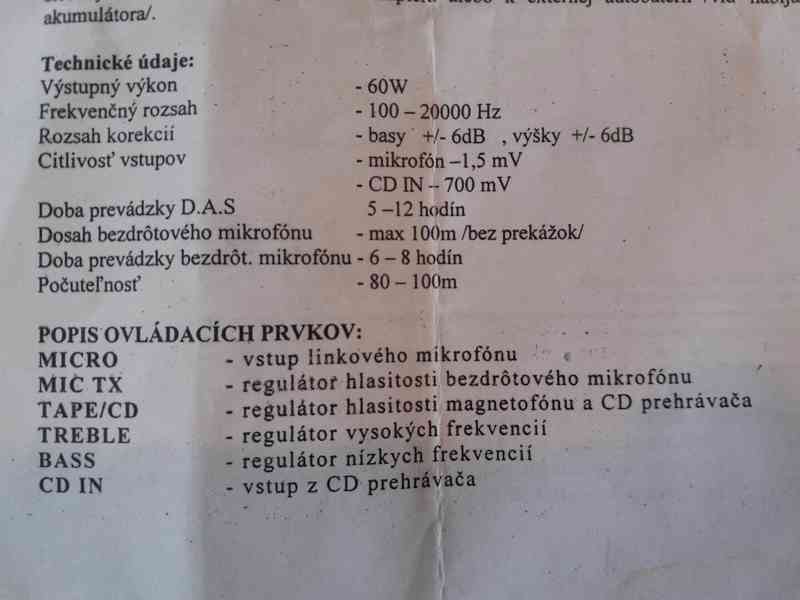 akumulátora/.
Technické údaje:
Výstupný výkon - 60W
Frekvenčný rozsah - 100 – 20000 Hz
Rozsah korekcií - basy +/- 6dB , výšky +/- 6dB
Citlivosť vstupov - mikrofón –1,5 mV
- CD IN – 700 mV
Doba prevádzky D.A.S 5 –12 hodín
Dosah bezdrôtového mikrofónu - max 100m /bez prekážok/
Doba prevádzky bezdrôt. mikrofónu - 6 – 8 hodín
Počuteľnosť - 80 – 100m
POPIS OVLÁDACÍCH PRVKOV:
MICRO - vstup linkového mikrofónu
MIC TX - regulátor hlasitosti bezdrôtového mikrofónu
TAPE/CD - regulátor hlasitosti magnetofónu a CD prehrávača
TREBLE - regulátor vysokých frekvencií
BASS - regulátor nízkych frekvencií
CD IN - vstup z CD prehrávača